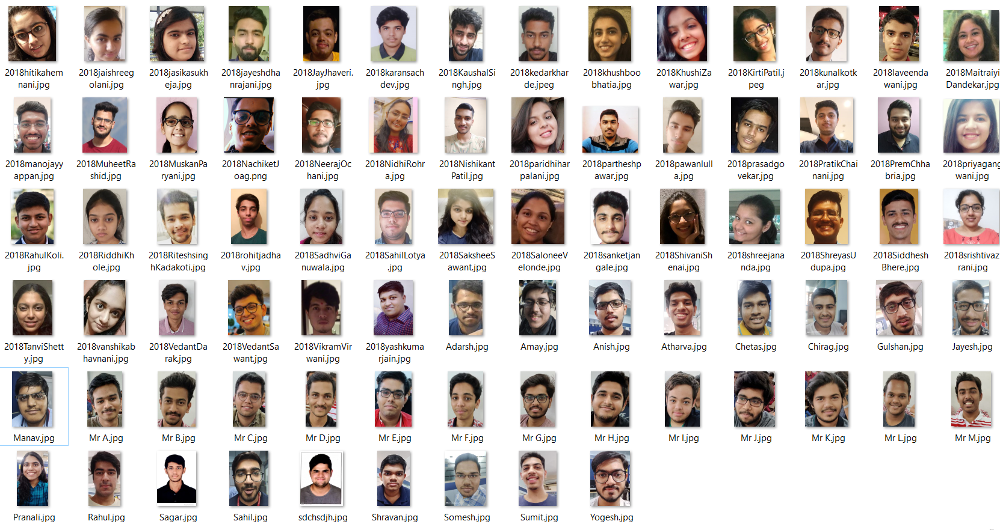 2018hitikahem
nani.jpg
2018jaishreeg
olani.jpg
2018jasikasukh
eja.jpg
2018jayeshdha
nrajani.jpg
2018JayJhaveri.
jpg
2018karansach
dev.jpg
2018KaushalSi
ngh.jpg
2018kedarkhar
de.jpeg
2018khushboo
bhatia.jpg
2018KhushiZa
war.jpg
2018KirtiPatil.j
peg
2018kunalkotk
ar.jpg
2018laveenda
wani.jpg
2018Maitraiyi
Dandekar.jpg
2018manojayy
appan.jpg
2018MuheetRa
shid.jpg
2018MuskanPa
ryani.jpg
2018NachiketJ
oag.png
2018NeerajOc
hani.jpg
2018NidhiRohr
a.jpg
2018Nishikant
Patil.jpg
2018paridhihar
palani.jpg
2018partheshp
awar.jpg
2018pawanlull
a.jpg
2018prasadgo
vekar.jpg
2018PratikChai
nani.jpg
2018PremChha
bria.jpg
2018priyagang
wani.jpg
2018RahulKoli.
jpg
2018RiddhiKh
ole.jpg
2018Riteshsing
hKadakoti.jpg
2018rohitjadha
v.jpg
2018SadhviGa
nuwala.jpg
2018SahilLotya
.jpg
2018SaksheeS
awant.jpg
2018SaloneeV
elonde.jpg
2018sanketjan
gale.jpg
2018ShivaniSh
enai.jpg
2018shreejana
nda.jpg
2018ShreyasU
dupa.jpg
2018Siddhesh
Bhere.jpg
2018srishtivaz
rani.jpg
2018TanviShett
y.jpg
2018vanshikab
havnani.jpg
2018VedantDa
rak.jpg
2018VedantSa
want.jpg
2018VikramVir
wani.jpg
2018yashkuma
rjain.jpg
Adarsh.jpg
Amay.jpg
Anish.jpg
Atharva.jpg
Chetas.jpg
Chirag.jpg
Gulshan.jpg
Jayesh.jpg
Manav.jpg
Mr A.jpg
Mr B.jpg
Mr C.jpg
Mr D.jpg
Mr E.jpg
Mr F.jpg
Mr G.jpg
Mr H.jpg
Mr I.jpg
Mr J.jpg
Mr K.jpg
Mr L.jpg
Mr M.jpg
Pranali.jpg
Rahul.jpg
Sagar.jpg
Sahil.jpg
sdchsdjh.jpg
Shravan.jpg
Somesh.jpg
Sumit.jpg
Yogesh.jpg